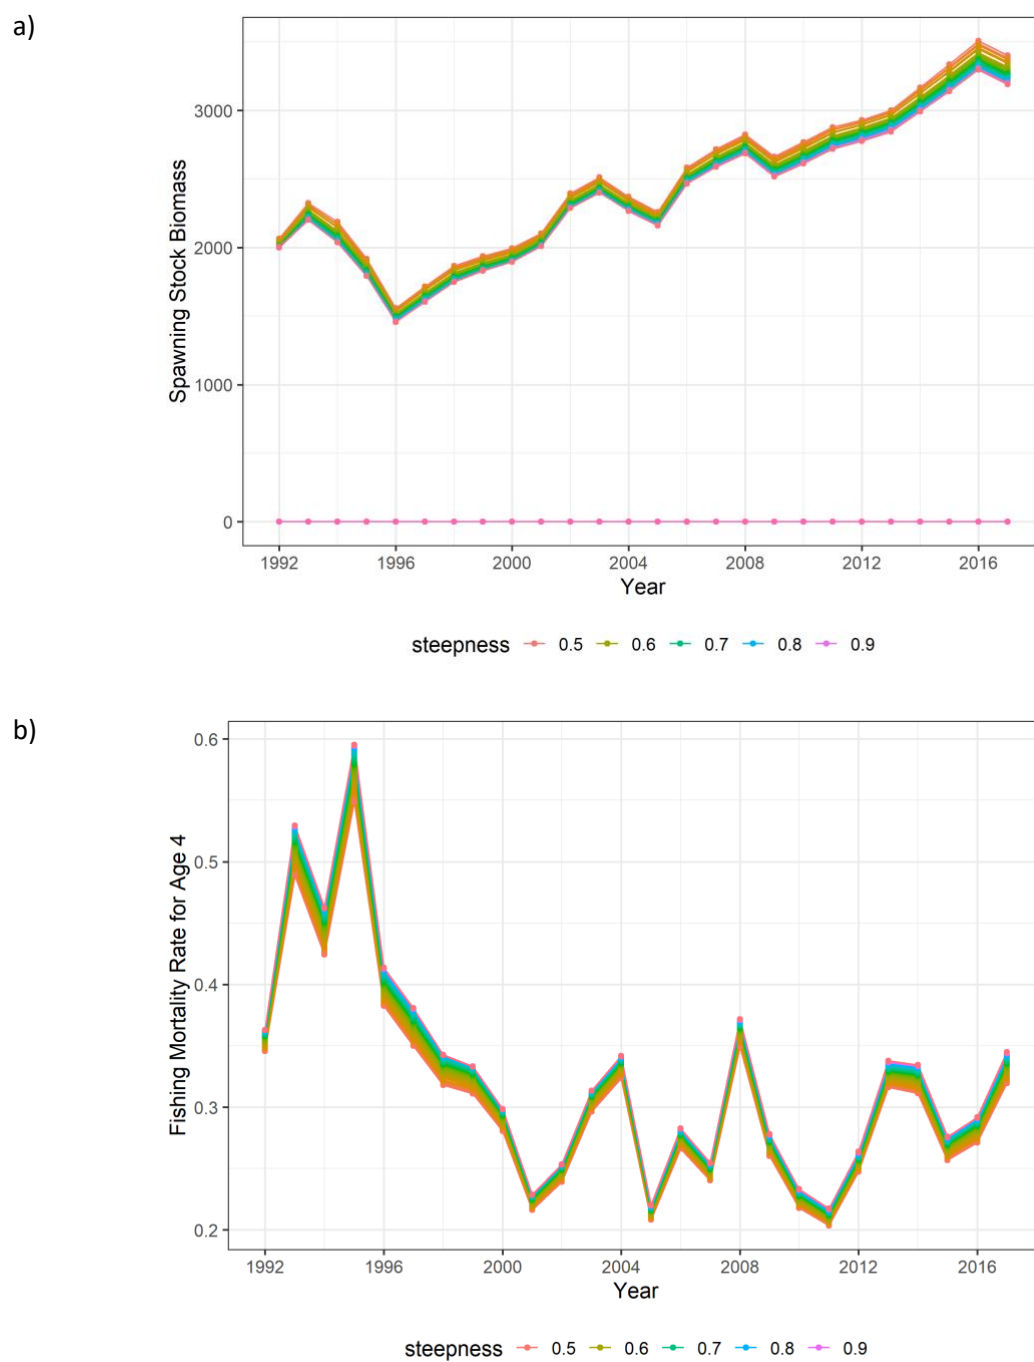 a)
Spawning Stock Biomass
3000
2000
1000
0
1992 1996 2000 2004 2008 2012 2016
Year
steepness 0.5 0.6 0.7 0.8 0.9
b)
Fishing Mortality Rate for Age 4
0.6
0.5
0.4
0.3
0.2
1992 1996 2000 2004 2008 2012 2016
Year
steepness 0.5 0.6 0.7 0.8 0.9